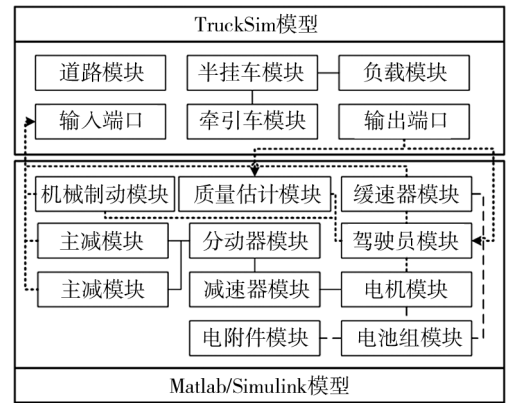 TruckSim模型
道路模块 半挂车模块 负载模块
输入端口 牵引车模块 输出端口
机械制动模块 质量估计模块 缓速器模块
主减模块 分动器模块 驾驶员模块
主减模块 减速器模块 电机模块
电附件模块 电池组模块
Matlab/Simulink模型